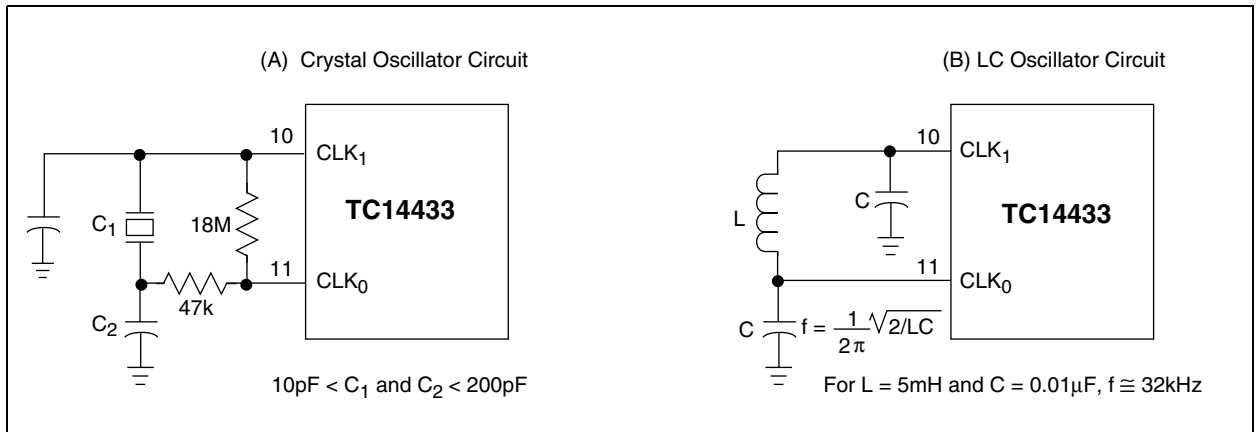 (A) Crystal Oscillator Circuit
10
CLK1
C1
18M
TC14433
11
CLK0
47k
C2
10pF < C1 and C2 < 200pF
(B) LC Oscillator Circuit
10
CLK1
C
L
TC14433
11
CLK0
C
f = 1/2π √2/LC
For L = 5mH and C = 0.01µF, f ≅ 32kHz